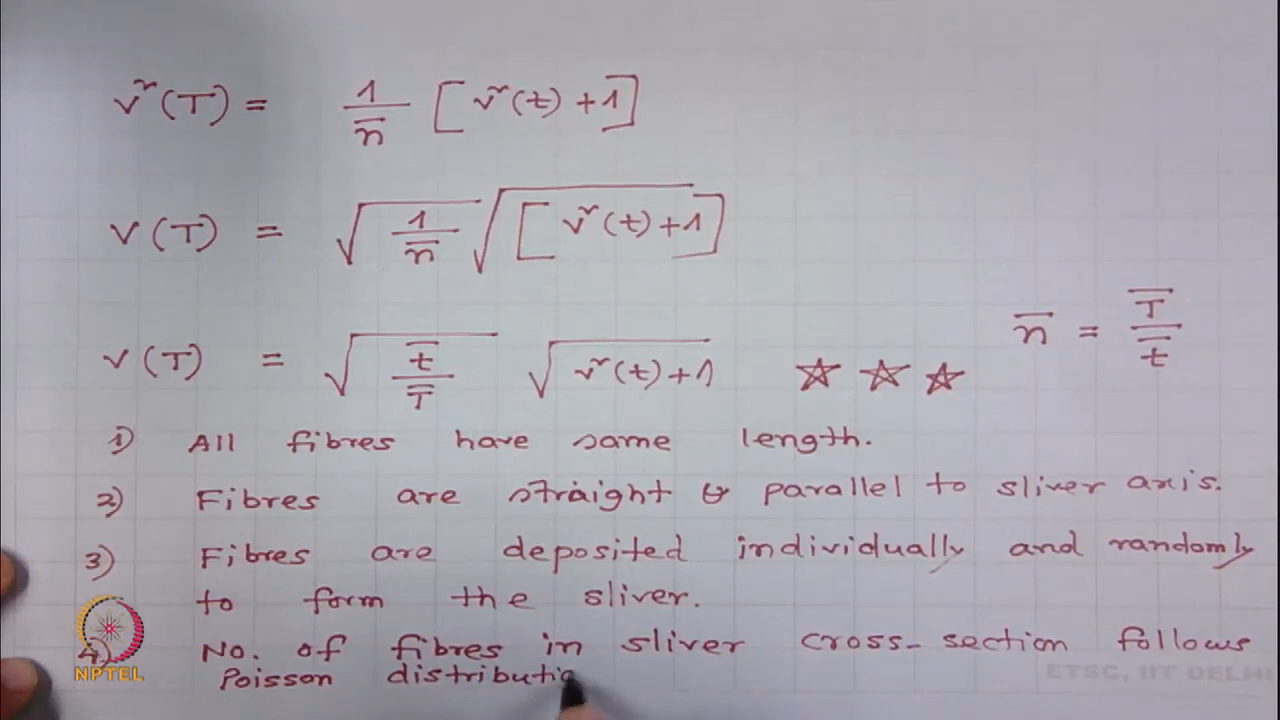 v²(T) = 1/n̅ [v²(t) + 1]
v(T) = √(1/n̅) √([v²(t) + 1])
n̅ = T̅/t̅
v(T) = √(t̅/T̅) √(v²(t) + 1) ☆ ☆ ☆
1) All fibres have same length.
2) Fibres are straight & parallel to sliver axis.
3) Fibres are deposited individually and randomly
to form the sliver.
4) No. of fibres in sliver cross-section follows
Poisson distributio
NPTEL
ETSC, IIT DELHI